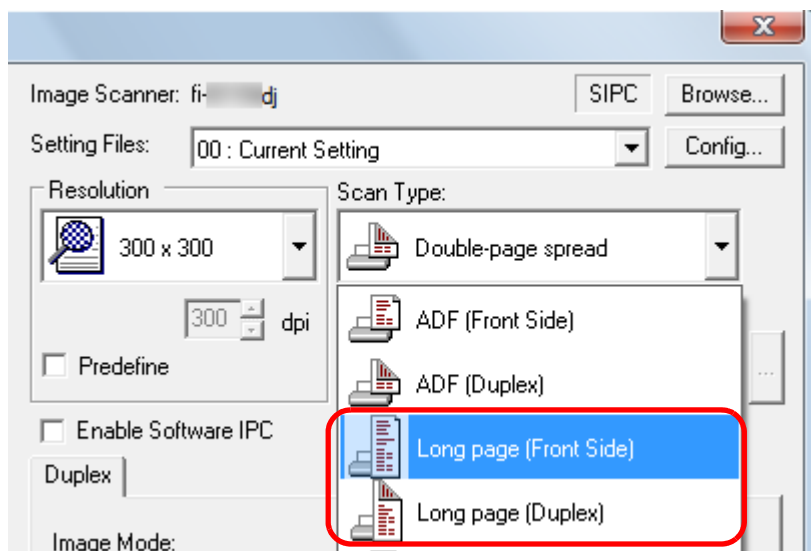 Image Scanner: fi- dj SIPC Browse...
Setting Files: 00 : Current Setting Config...
Resolution Scan Type:
300 x 300 Double-page spread
300 dpi ADF (Front Side)
Predefine ...
ADF (Duplex)
Enable Software IPC Long page (Front Side)
Duplex
Long page (Duplex)
Image Mode: